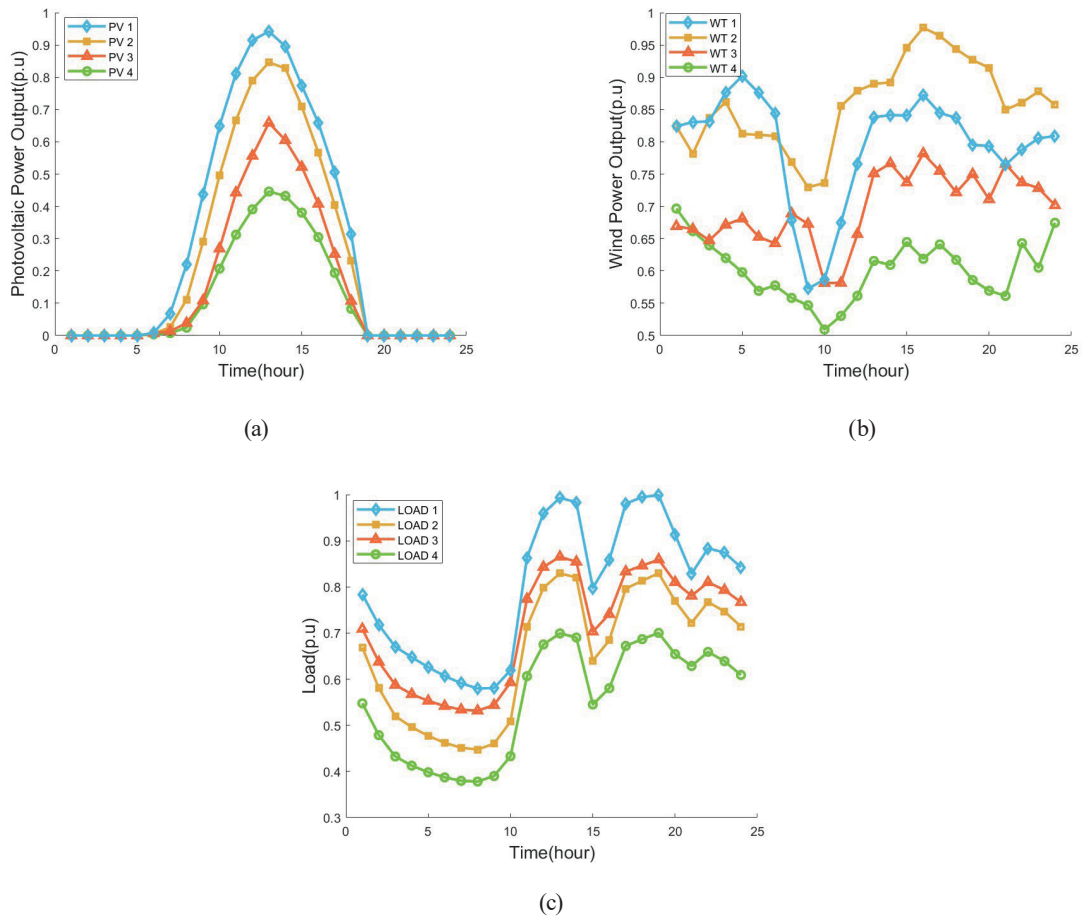 1
0.9
0.8
0.7
0.6
0.5
0.4
0.3
0.2
0.1
0
Photovoltaic Power Output(p.u)
PV 1
PV 2
PV 3
PV 4
0 5 10 15 20 25
Time(hour)
(a)
1
0.95
0.90
0.85
0.8
0.75
0.7
0.65
0.6
0.55
0.5
Wind Power Output(p.u)
WT 1
WT 2
WT 3
WT 4
0 5 10 15 20 25
Time(hour)
(b)
1
0.9
0.8
0.7
0.6
0.5
0.4
0.3
Load(p.u)
LOAD 1
LOAD 2
LOAD 3
LOAD 4
0 5 10 15 20 25
Time(hour)
(c)